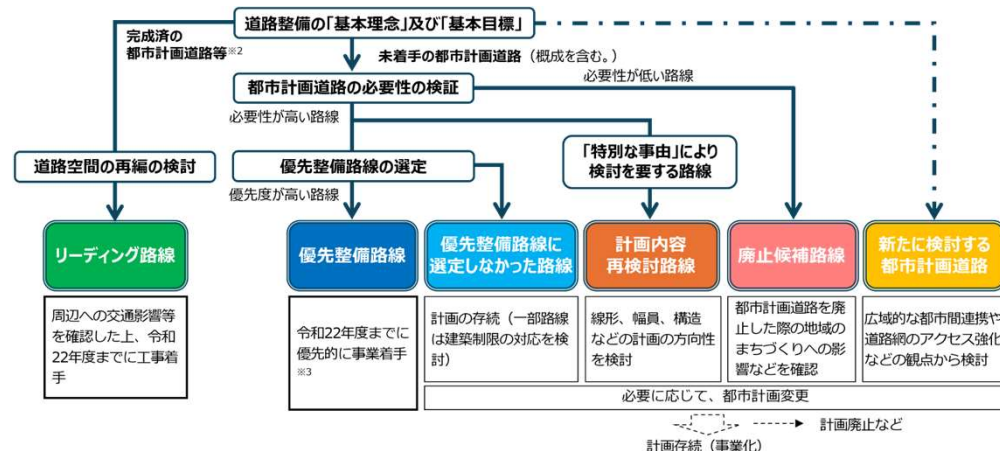 道路整備の「基本理念」及び「基本目標」
完成済の
都市計画道路等※2
未着手の都市計画道路（概成を含む。）
都市計画道路の必要性の検証
必要性が低い路線
必要性が高い路線
道路空間の再編の検討
優先整備路線の選定
「特別な事由」により
検討を要する路線
優先度が高い路線
リーディング路線
優先整備路線
優先整備路線に
選定しなかった路線
計画内容
再検討路線
廃止候補路線
新たに検討する
都市計画道路
周辺への交通影響等
を確認した上、令和
22年度までに工事着
手
令和22年度までに
優先的に事業着手
※3
計画の存続（一部路線
は建築制限の対応を検
討）
線形、幅員、構造
などの計画の方向性
を検討
都市計画道路を
廃止した際の地域の
まちづくりへの影
響などを確認
広域的な都市間連携や
道路網のアクセス強化
などの観点から検討
必要に応じて、都市計画変更
計画廃止など
計画存続（事業化）